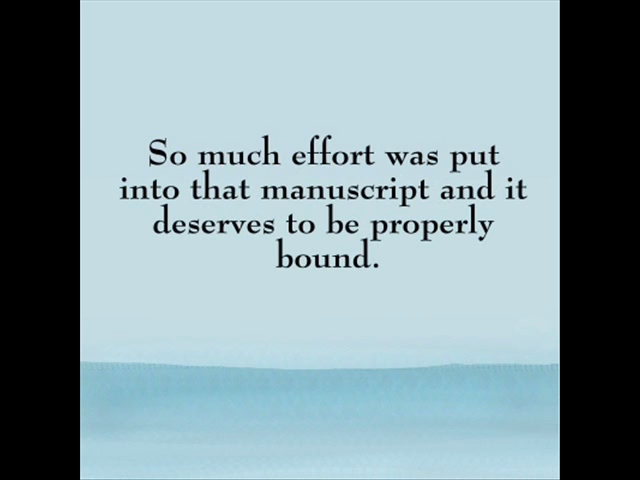 So much effort was put
into that manuscript and it
deserves to be properly
bound.